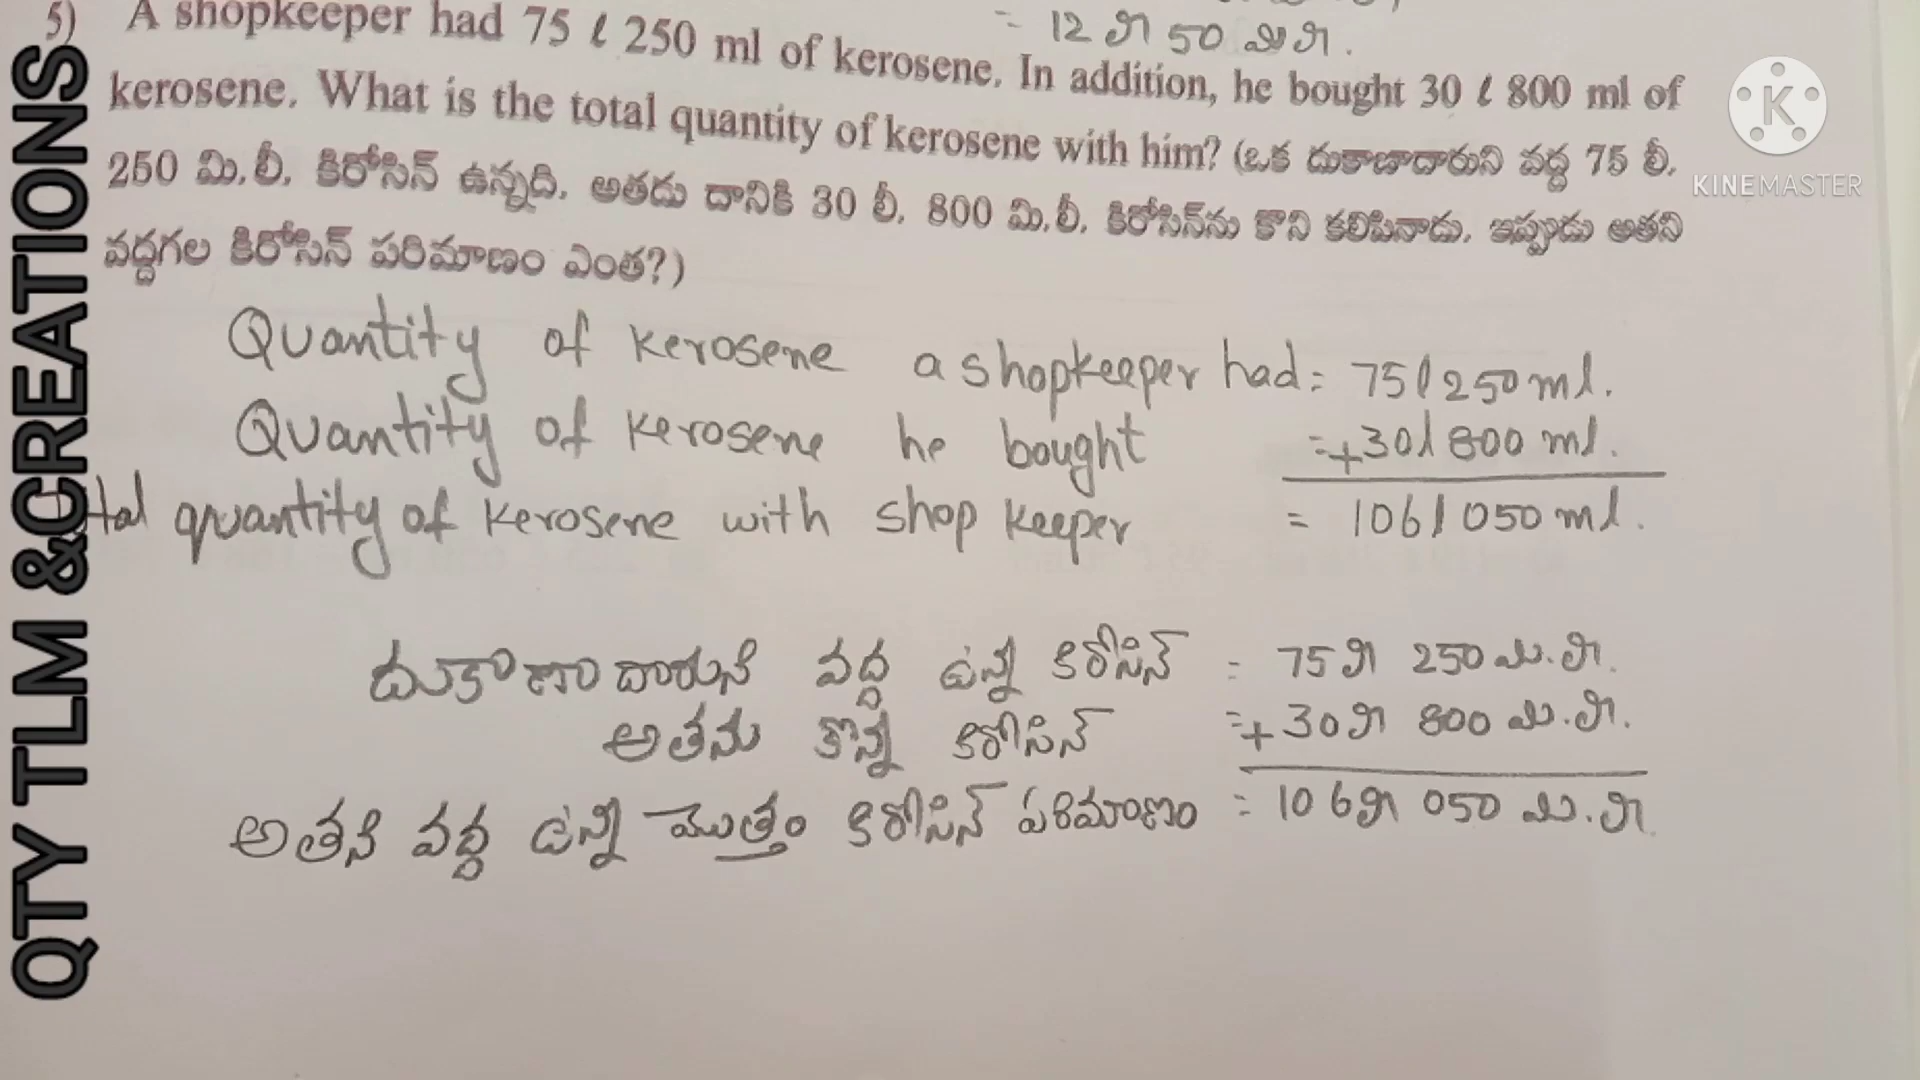 = 12 లీ 50 మి.లీ.
5) A shopkeeper had 75 ℓ 250 ml of kerosene. In addition, he bought 30 ℓ 800 ml of
kerosene. What is the total quantity of kerosene with him? (ఒక దుకాణాదారుని వద్ద 75 లీ.
250 మి.లీ. కిరోసిన్ ఉన్నది. అతడు దానికి 30 లీ. 800 మి.లీ. కిరోసిన్‌ను కొని కలిపినాడు. ఇప్పుడు అతని
వద్దగల కిరోసిన్ పరిమాణం ఎంత?)
Quantity of kerosene a shopkeeper had = 75 l 250 ml.
Quantity of kerosene he bought =+30 l 800 ml.
tal quantity of kerosene with shop keeper = 106 l 050 ml.
దుకాణాదారుని వద్ద ఉన్న కిరోసిన్ = 75 లీ 250 మి.లీ.
అతను కొన్న కిరోసిన్ =+30 లీ 800 మి.లీ.
అతని వద్ద ఉన్న మొత్తం కిరోసిన్ పరిమాణం = 106 లీ 050 మి.లీ.
QTY TLM &CREATIONS
K
KINEMASTER